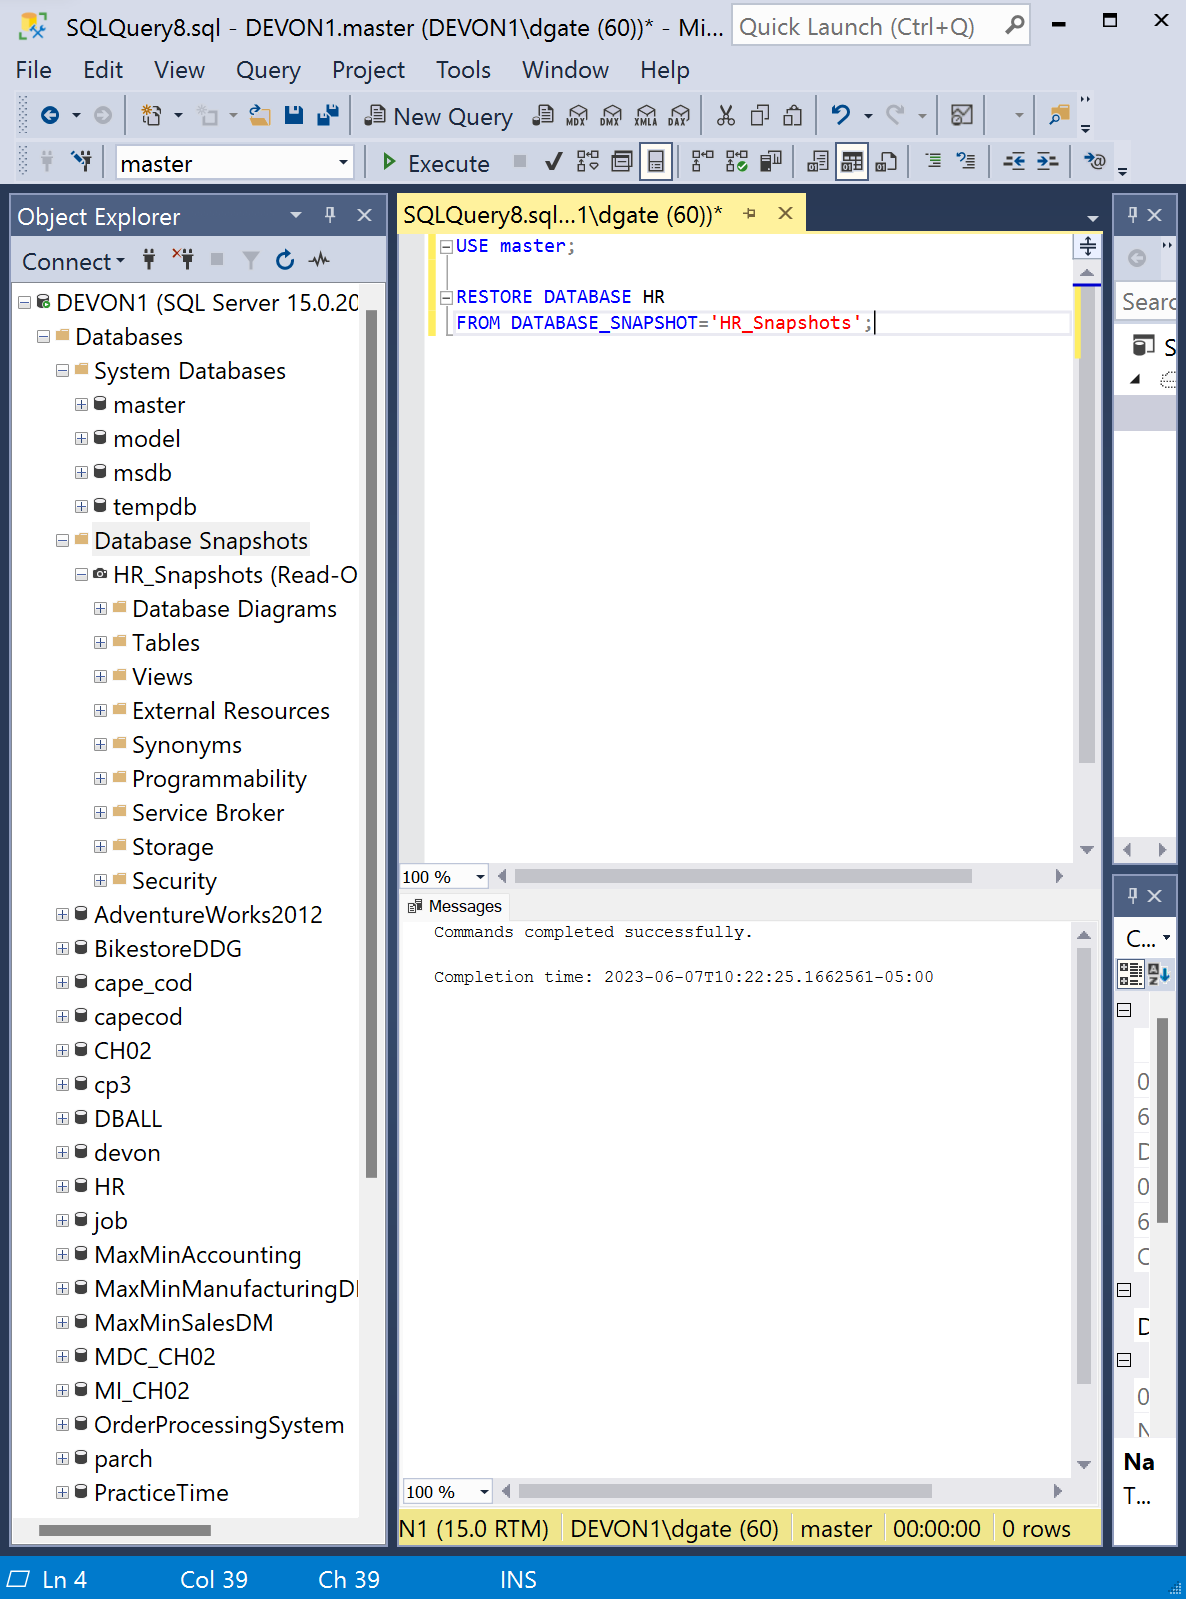 SQLQuery8.sql - DEVON1.master (DEVON1\dgate (60))* - Mi...
Quick Launch (Ctrl+Q)
File Edit View Query Project Tools Window Help
New Query
MDX DMX XMLA DAX
master
Execute
Object Explorer
SQLQuery8.sql...1\dgate (60))*
Connect
USE master;
RESTORE DATABASE HR
FROM DATABASE_SNAPSHOT='HR_Snapshots';
DEVON1 (SQL Server 15.0.20
Databases
System Databases
master
model
msdb
tempdb
Database Snapshots
HR_Snapshots (Read-O
Database Diagrams
Tables
Views
External Resources
Synonyms
Programmability
Service Broker
Storage
Security
AdventureWorks2012
BikestoreDDG
cape_cod
capecod
CH02
cp3
DBALL
devon
HR
job
MaxMinAccounting
MaxMinManufacturingD
MaxMinSalesDM
MDC_CH02
MI_CH02
OrderProcessingSystem
parch
PracticeTime
100 %
Messages
Commands completed successfully.
Completion time: 2023-06-07T10:22:25.1662561-05:00
100 %
N1 (15.0 RTM) DEVON1\dgate (60) master 00:00:00 0 rows
Searc
S
C...
0
6
D
0
6
C
D
0
N
Na
T...
Ln 4 Col 39 Ch 39 INS